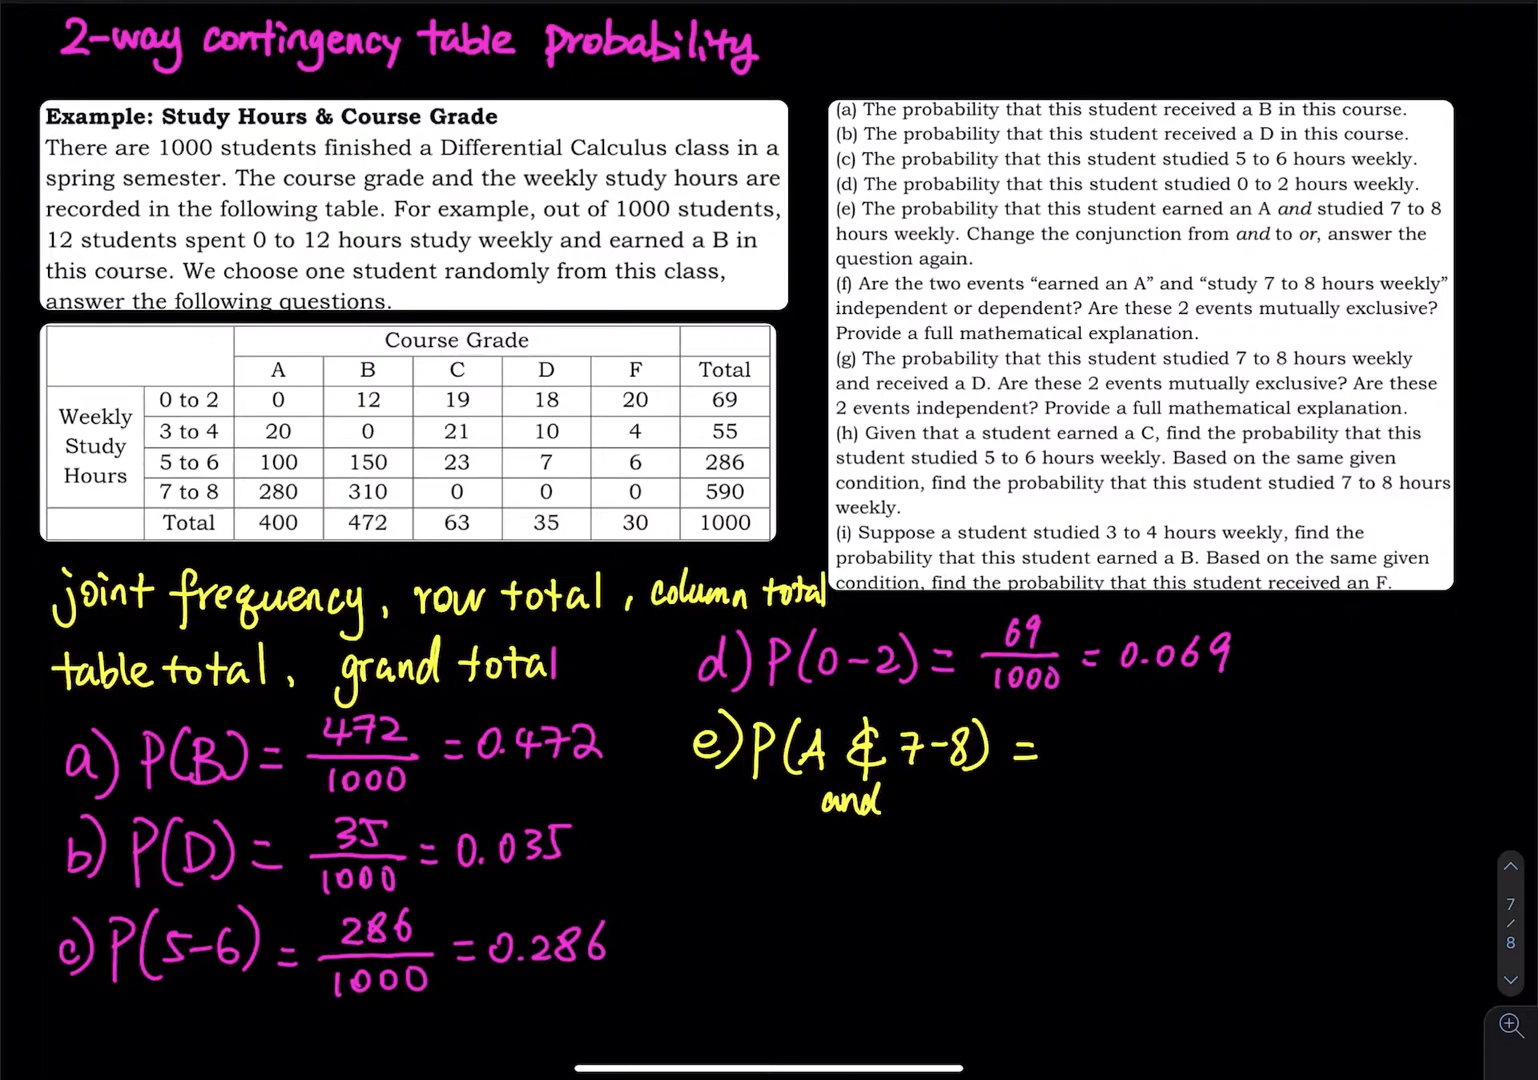 2-way contingency table probability
Example: Study Hours & Course Grade
There are 1000 students finished a Differential Calculus class in a
spring semester. The course grade and the weekly study hours are
recorded in the following table. For example, out of 1000 students,
12 students spent 0 to 12 hours study weekly and earned a B in
this course. We choose one student randomly from this class,
answer the following questions.
Course Grade
A B C D F Total
Weekly Study Hours
0 to 2 0 12 19 18 20 69
3 to 4 20 0 21 10 4 55
5 to 6 100 150 23 7 6 286
7 to 8 280 310 0 0 0 590
Total 400 472 63 35 30 1000
(a) The probability that this student received a B in this course.
(b) The probability that this student received a D in this course.
(c) The probability that this student studied 5 to 6 hours weekly.
(d) The probability that this student studied 0 to 2 hours weekly.
(e) The probability that this student earned an A and studied 7 to 8
hours weekly. Change the conjunction from and to or, answer the
question again.
(f) Are the two events “earned an A” and “study 7 to 8 hours weekly”
independent or dependent? Are these 2 events mutually exclusive?
Provide a full mathematical explanation.
(g) The probability that this student studied 7 to 8 hours weekly
and received a D. Are these 2 events mutually exclusive? Are these
2 events independent? Provide a full mathematical explanation.
(h) Given that a student earned a C, find the probability that this
student studied 5 to 6 hours weekly. Based on the same given
condition, find the probability that this student studied 7 to 8 hours
weekly.
(i) Suppose a student studied 3 to 4 hours weekly, find the
probability that this student earned a B. Based on the same given
condition, find the probability that this student received an F.
joint frequency, row total, column total
table total, grand total
a) P(B) = 472/1000 = 0.472
b) P(D) = 35/1000 = 0.035
c) P(5-6) = 286/1000 = 0.286
d) P(0-2) = 69/1000 = 0.069
e) P(A & 7-8) =
and
7
/
8